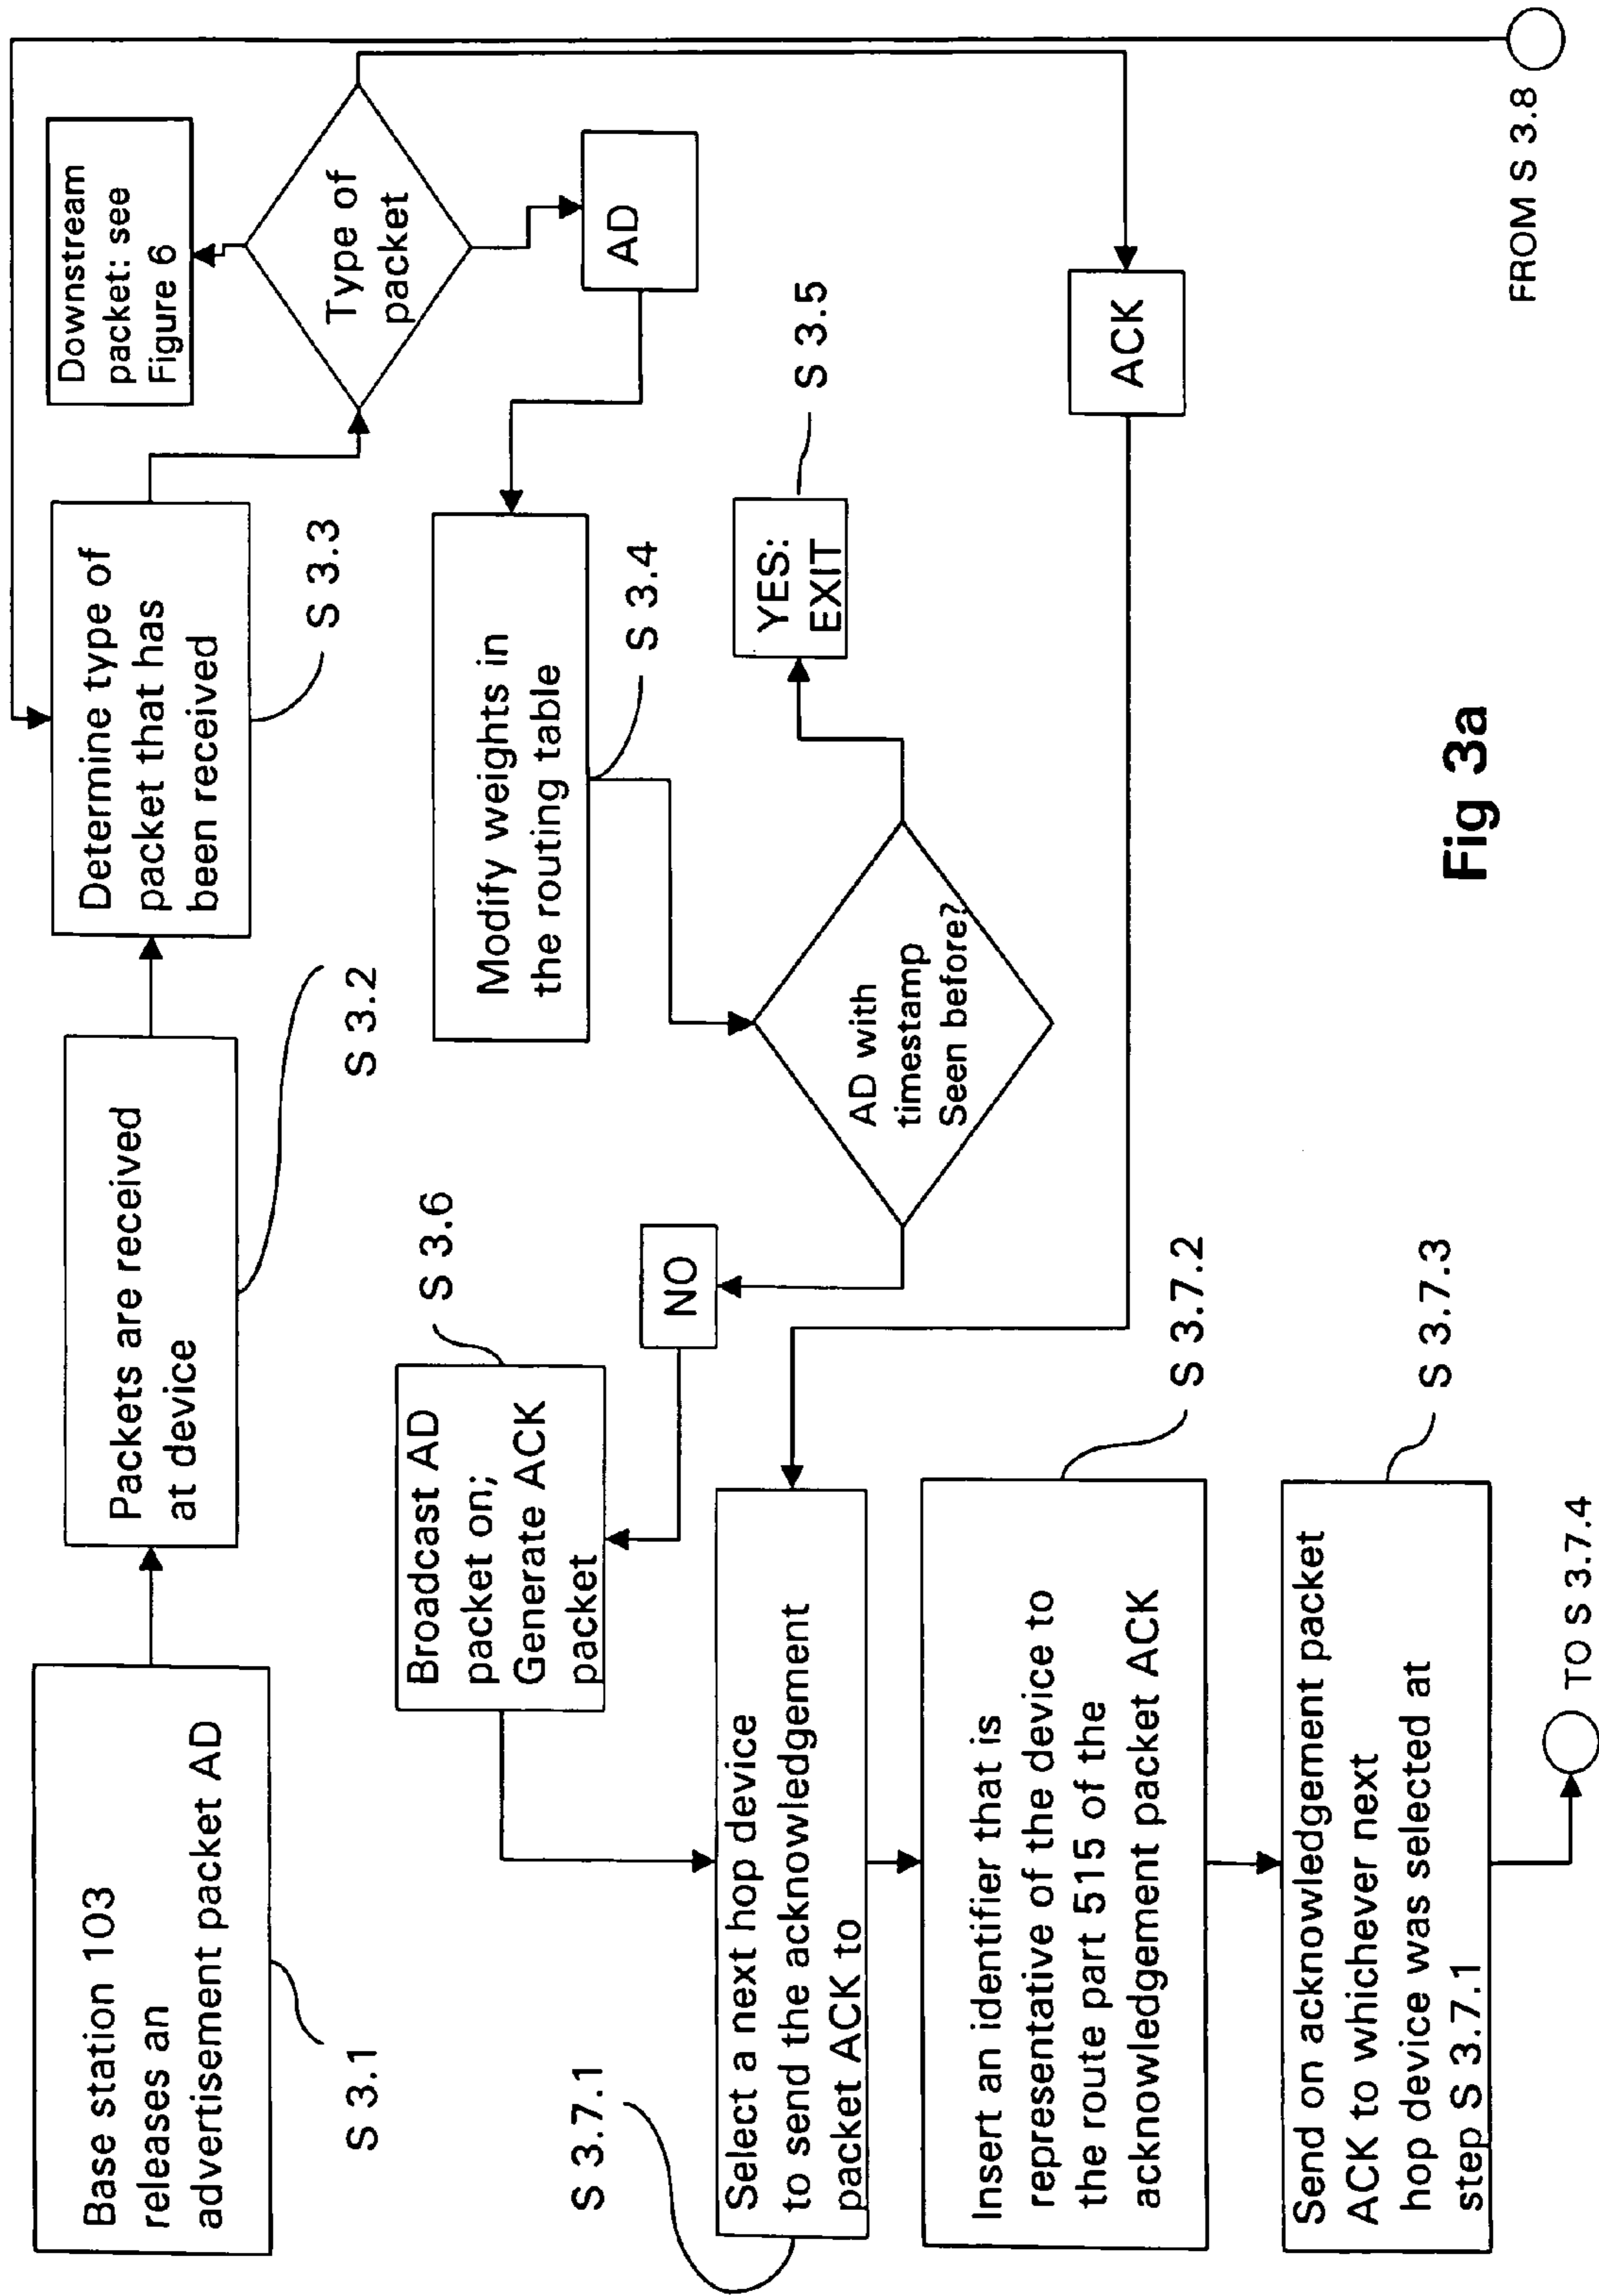 Base station 103
releases an
advertisement packet AD
S 3.1
Packets are received
at device
S 3.2
Determine type of
packet that has
been received
S 3.3
Downstream
packet: see
Figure 6
Type of
packet
AD
Modify weights in
the routing table
S 3.4
AD with
timestamp
Seen before?
YES:
EXIT
S 3.5
NO
Broadcast AD
packet on;
Generate ACK
packet
S 3.6
ACK
S 3.7.1
Select a next hop device
to send the acknowledgement
packet ACK to
Insert an identifier that is
representative of the device to
the route part 515 of the
acknowledgement packet ACK
S 3.7.2
Send on acknowledgement packet
ACK to whichever next
hop device was selected at
step S 3.7.1
S 3.7.3
TO S 3.7.4
FROM S 3.8
Fig 3a